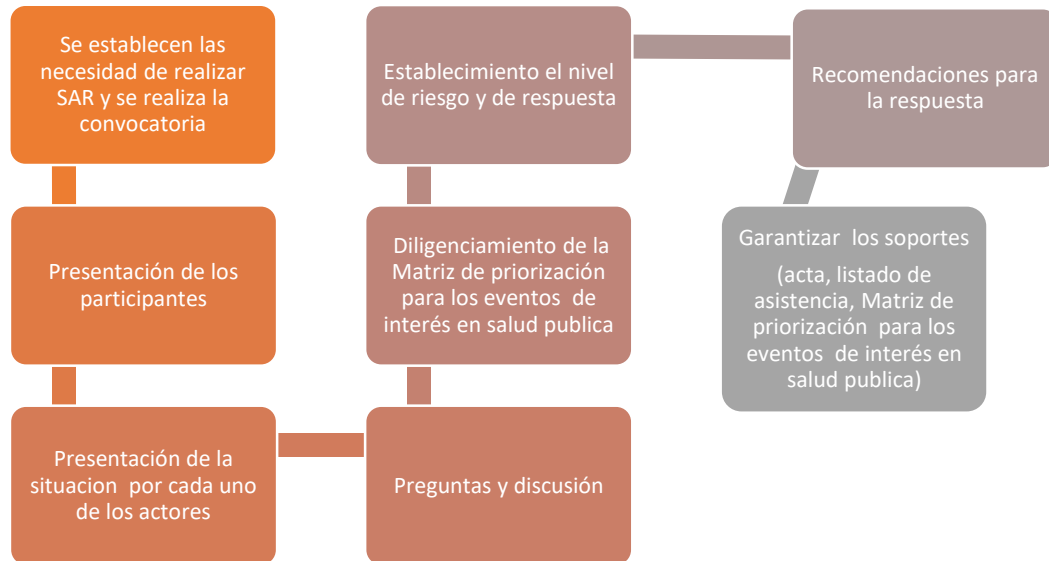 Se establecen las
necesidad de realizar
SAR y se realiza la
convocatoria
Presentación de los
participantes
Presentación de la
situacion por cada uno
de los actores
Preguntas y discusión
Diligenciamiento de la
Matriz de priorización
para los eventos de
interés en salud publica
Establecimiento el nivel
de riesgo y de respuesta
Recomendaciones para
la respuesta
Garantizar los soportes
(acta, listado de
asistencia, Matriz de
priorización para los
eventos de interés en
salud publica)